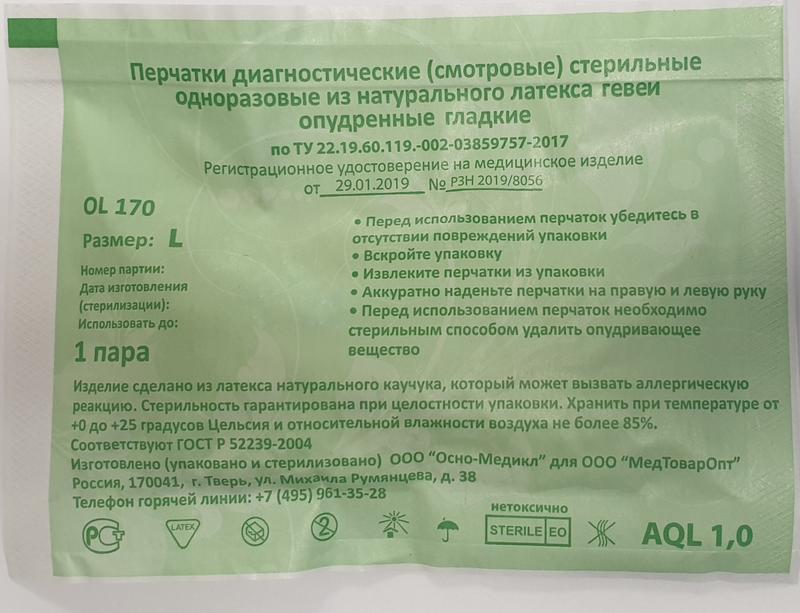 Перчатки диагностические (смотровые) стерильные
одноразовые из натурального латекса гевеи
опудренные гладкие
по ТУ 22.19.60.119.-002-03859757-2017
Регистрационное удостоверение на медицинское изделие
от 29.01.2019 № РЗН 2019/8056
OL 170
Размер: L
Номер партии:
Дата изготовления
(стерилизации):
Использовать до:
1 пара
• Перед использованием перчаток убедитесь в
отсутствии повреждений упаковки
• Вскройте упаковку
• Извлеките перчатки из упаковки
• Аккуратно наденьте перчатки на правую и левую руку
• Перед использованием перчаток необходимо
стерильным способом удалить опудривающее
вещество
Изделие сделано из латекса натурального каучука, который может вызвать аллергическую
реакцию. Стерильность гарантирована при целостности упаковки. Хранить при температуре от
+0 до +25 градусов Цельсия и относительной влажности воздуха не более 85%.
Соответствуют ГОСТ Р 52239-2004
Изготовлено (упаковано и стерилизовано) ООО "Осно-Медикл" для ООО "МедТоварОпт"
Россия, 170041, г. Тверь, ул. Михаила Румянцева, д. 38
Телефон горячей линии: +7 (495) 961-35-28
нетоксично
РСТ LATEX 2 STERILE EO AQL 1,0